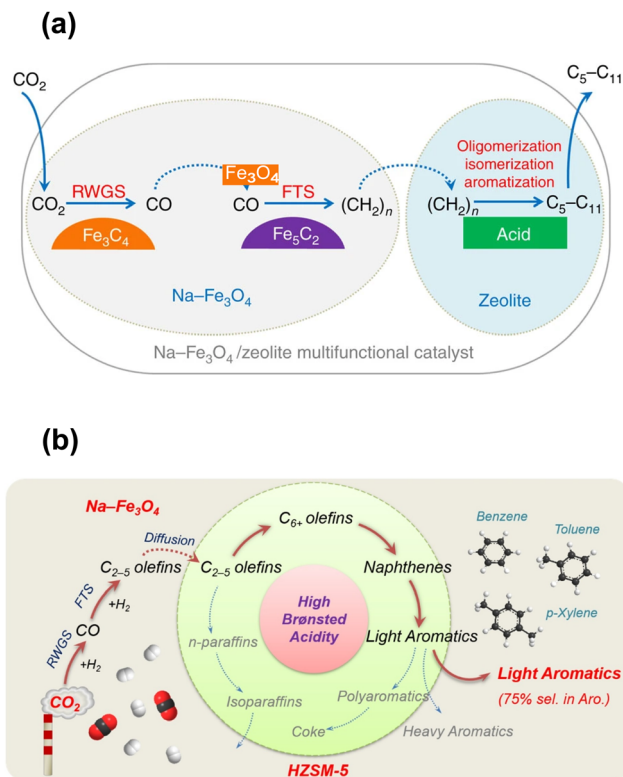 (a)
CO₂
C₅–C₁₁
Oligomerization
isomerization
aromatization
Fe₃O₄
RWGS
FTS
CO₂
CO
CO
(CH₂)ₙ
(CH₂)ₙ
C₅–C₁₁
Fe₃C₄
Fe₅C₂
Acid
Na–Fe₃O₄
Zeolite
Na–Fe₃O₄/zeolite multifunctional catalyst
(b)
Na–Fe₃O₄
Diffusion
C₂₋₅ olefins
FTS
+H₂
CO
RWGS
+H₂
CO₂
C₆₊ olefins
C₂₋₅ olefins
Naphthenes
High
Brønsted
Acidity
n-paraffins
Light Aromatics
Isoparaffins
Polyaromatics
Coke
Heavy Aromatics
HZSM-5
Benzene
Toluene
p-Xylene
Light Aromatics
(75% sel. in Aro.)